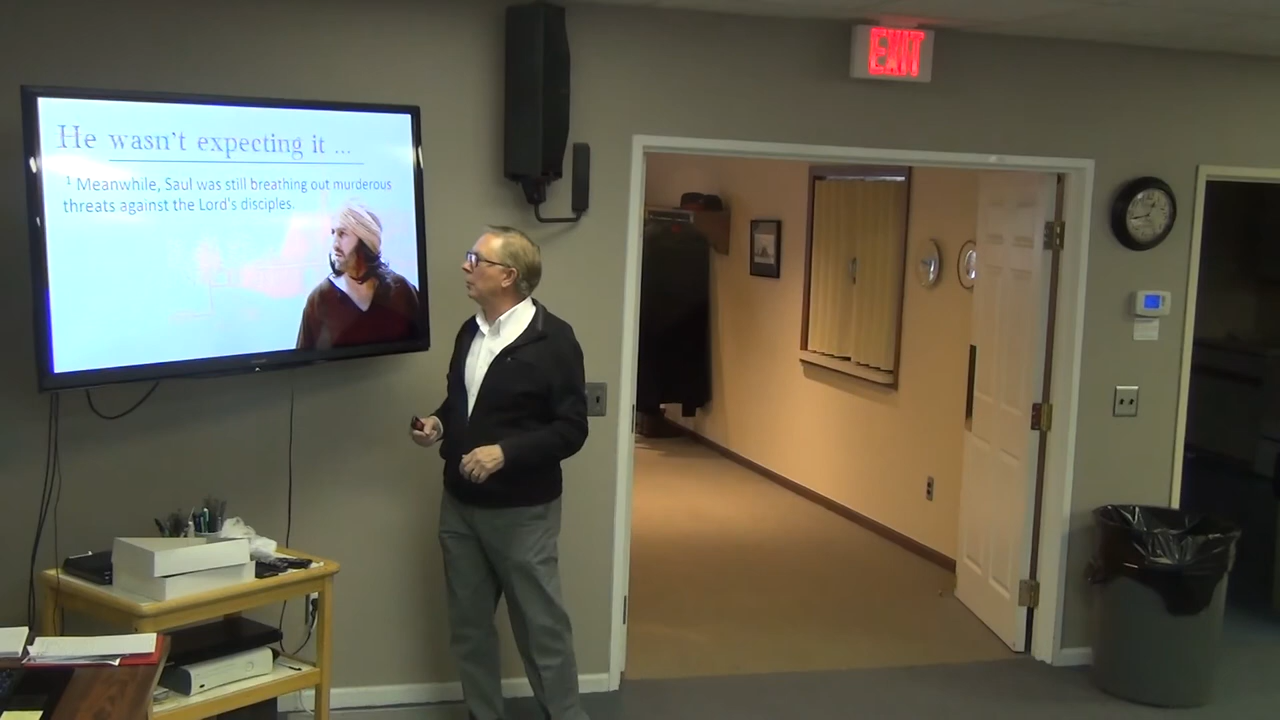 He wasn't expecting it ...
¹ Meanwhile, Saul was still breathing out murderous
threats against the Lord's disciples.
EXIT